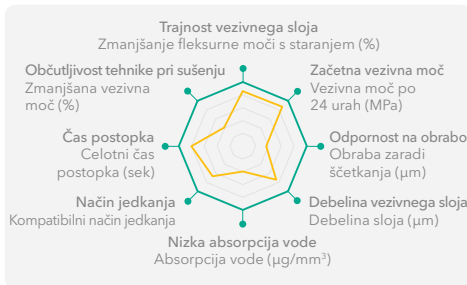 Trajnost vezivnega sloja
Zmanjšanje fleksurne moči s staranjem (%)
Občutljivost tehnike pri sušenju
Zmanjšana vezivna
moč (%)
Začetna vezivna moč
Vezivna moč po
24 urah (MPa)
Čas postopka
Celotni čas
postopka (sek)
Odpornost na obrabo
Obraba zaradi
ščetkanja (µm)
Način jedkanja
Kompatibilni način jedkanja
Debelina vezivnega sloja
Debelina sloja (µm)
Nizka absorpcija vode
Absorpcija vode (µg/mm³)